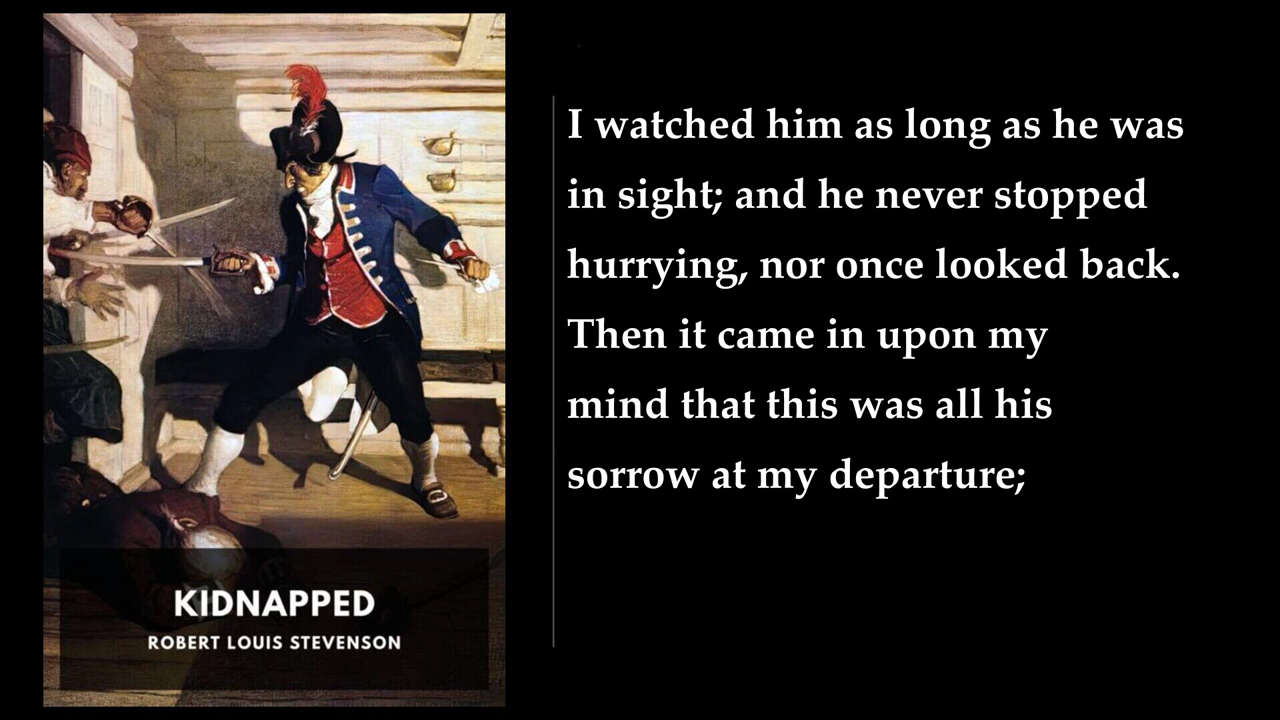 KIDNAPPED
ROBERT LOUIS STEVENSON
I watched him as long as he was
in sight; and he never stopped
hurrying, nor once looked back.
Then it came in upon my
mind that this was all his
sorrow at my departure;